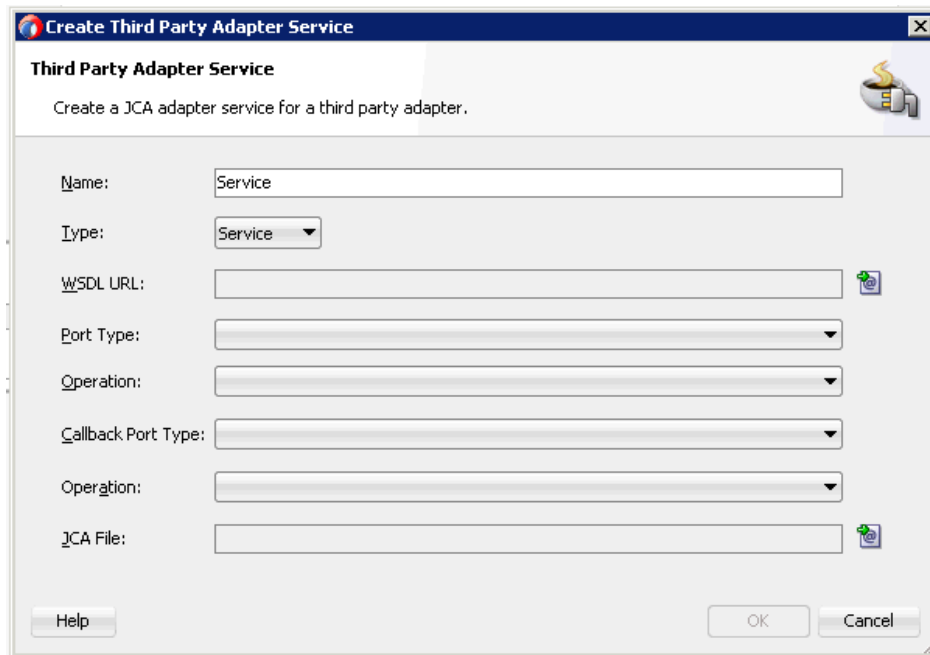 Create Third Party Adapter Service
Third Party Adapter Service
Create a JCA adapter service for a third party adapter.
Name: Service
Type: Service
WSDL URL:
Port Type:
Operation:
Callback Port Type:
Operation:
JCA File:
Help OK Cancel